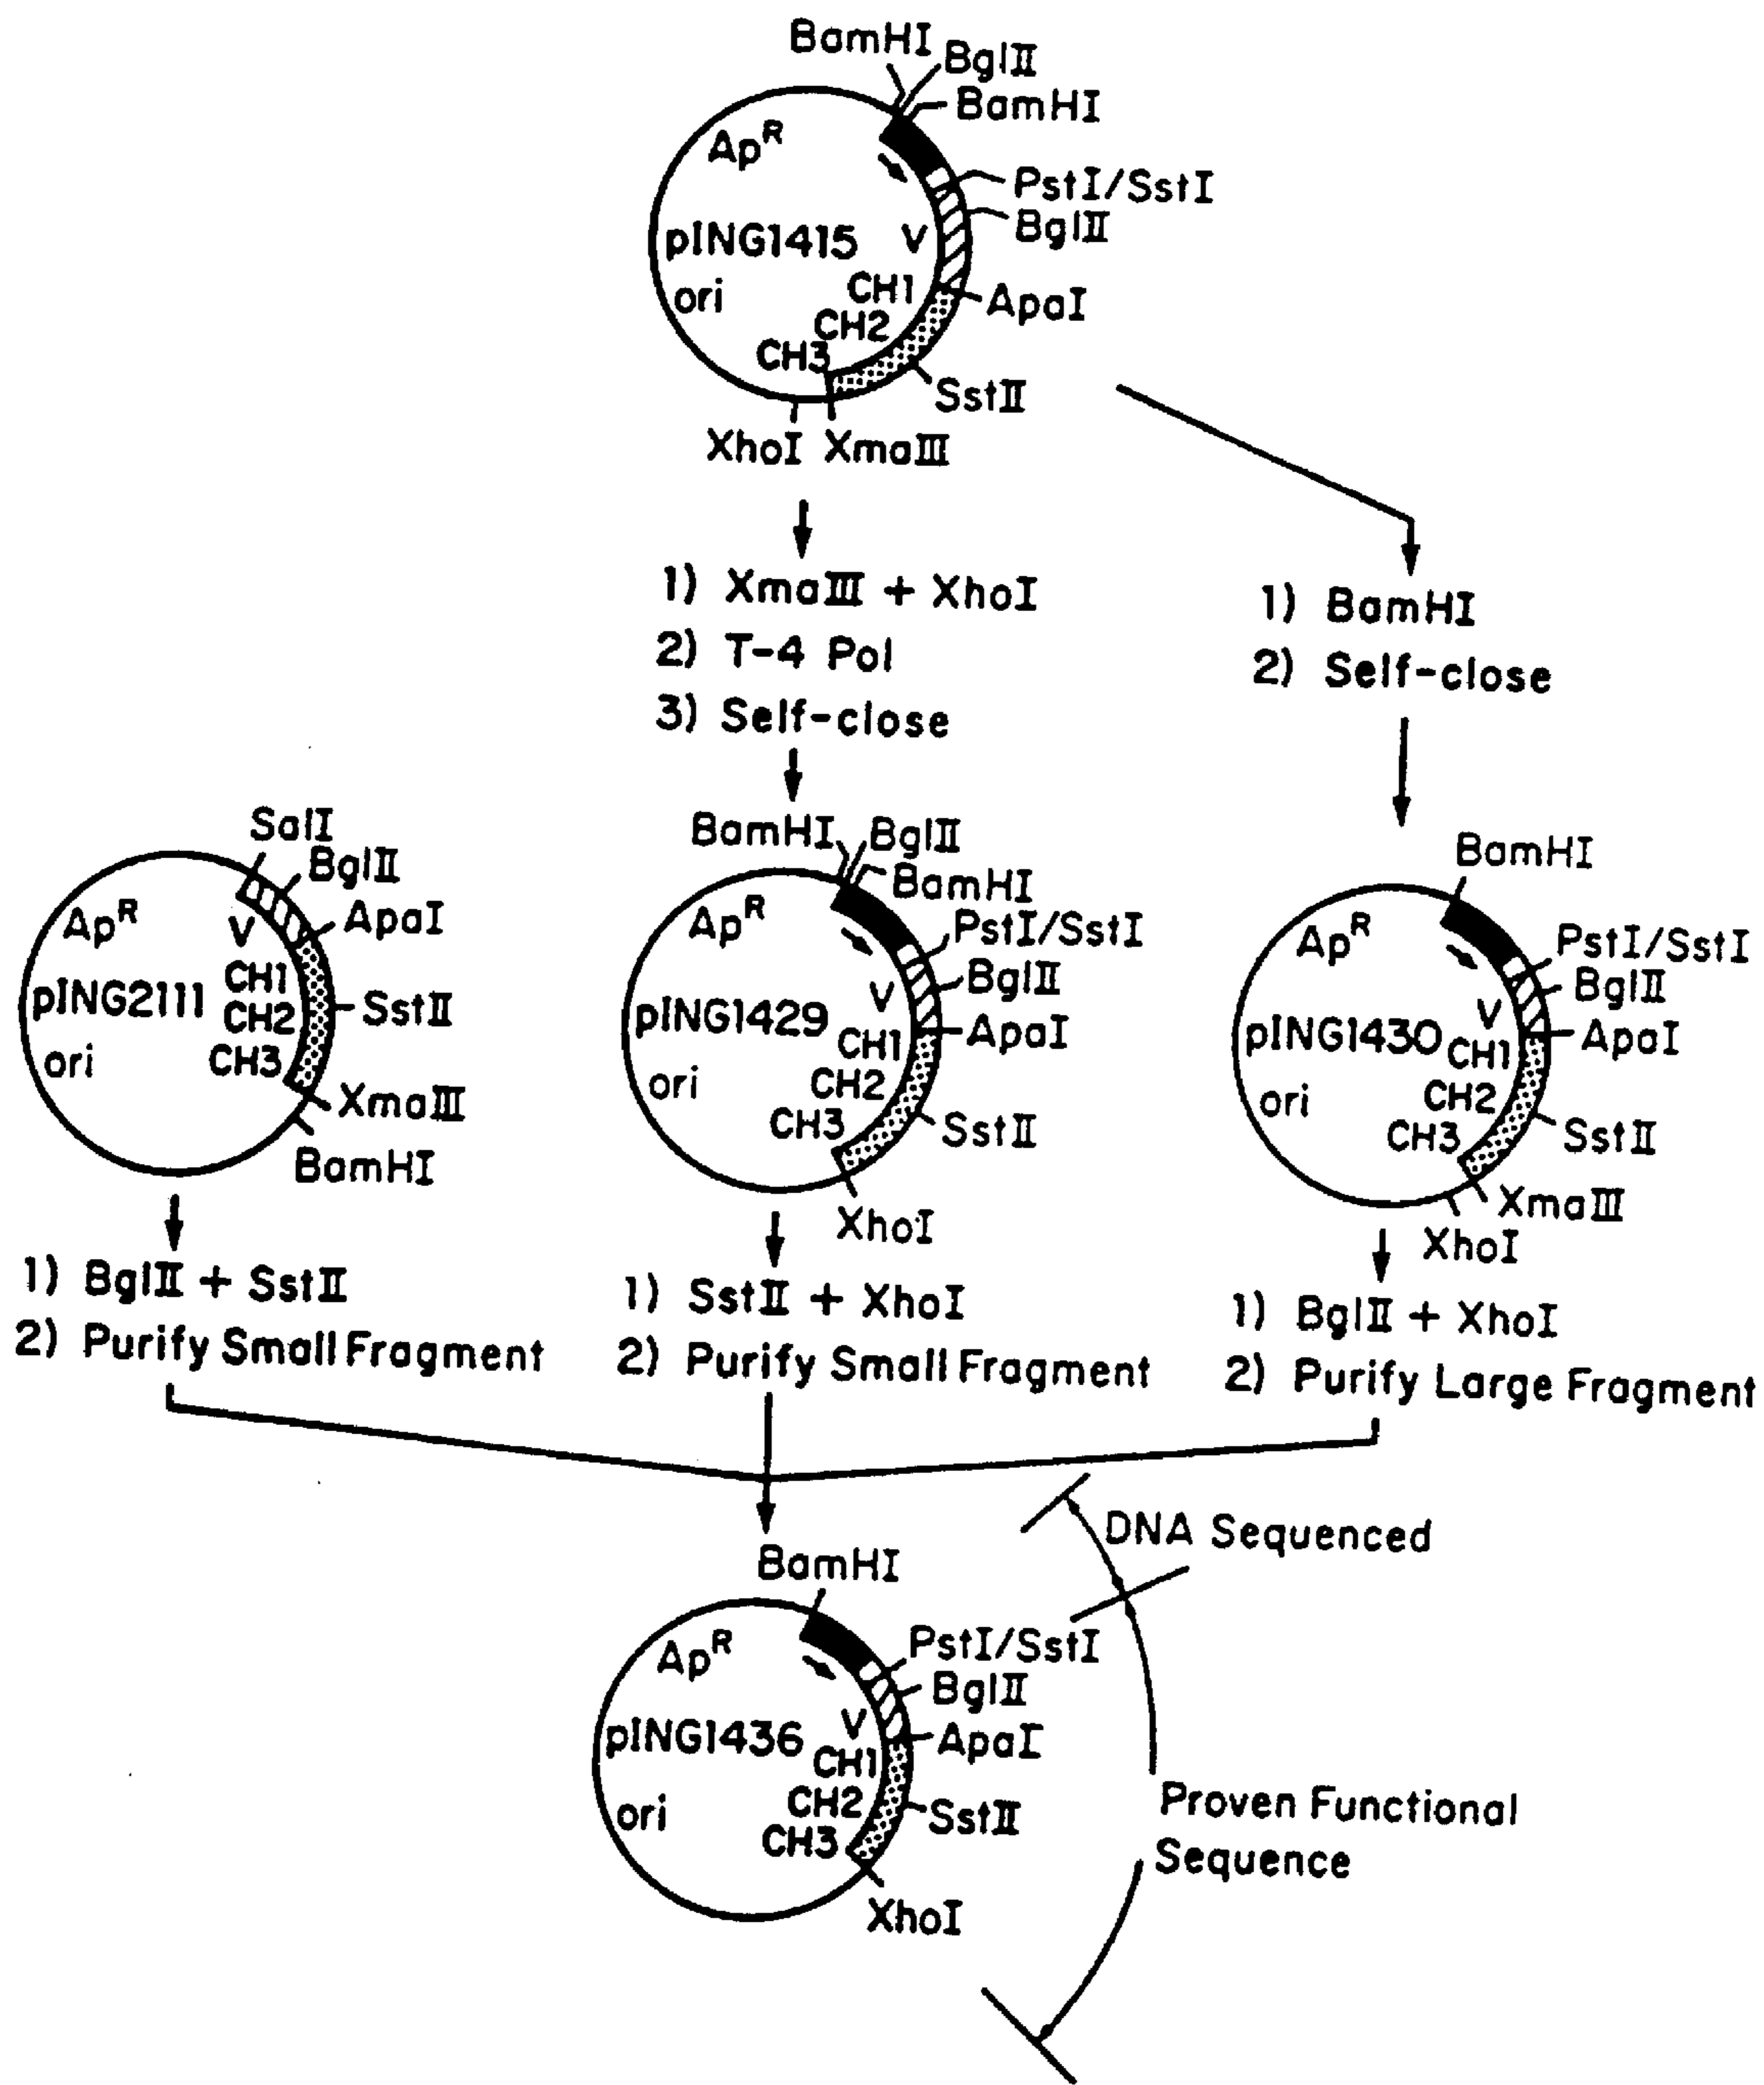 BamHI
BglII
BamHI
Ap^R
PstI/SstI
BglII
pING1415
V
CH1
ApaI
ori
CH2
CH3
SstII
XhoI XmaIII
1) XmaIII + XhoI
2) T-4 Pol
3) Self-close
1) BamHI
2) Self-close
SalI
BglII
Ap^R
ApaI
V
pING2111
CH1
CH2
SstII
ori
CH3
XmaIII
BamHI
1) BglII + SstII
2) Purify Small Fragment
BamHI
BglII
BamHI
Ap^R
PstI/SstI
V
BglII
pING1429
CH1
ApaI
ori
CH2
CH3
SstII
XhoI
1) SstII + XhoI
2) Purify Small Fragment
BamHI
Ap^R
PstI/SstI
BglII
V
pING1430
CH1
ApaI
ori
CH2
CH3
SstII
XmaIII
XhoI
1) BglII + XhoI
2) Purify Large Fragment
DNA Sequenced
BamHI
Ap^R
PstI/SstI
BglII
V
pING1436
ApaI
CH1
ori
CH2
SstII
CH3
XhoI
Proven Functional
Sequence